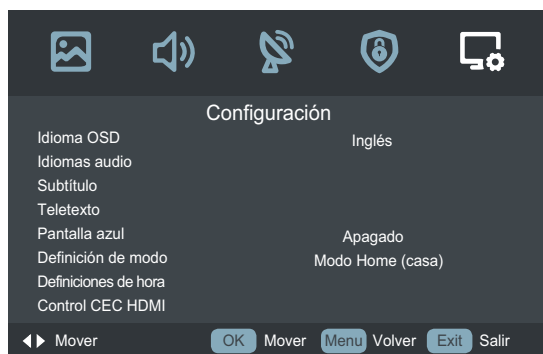 Configuración
Idioma OSD Inglés
Idiomas audio
Subtítulo
Teletexto
Pantalla azul Apagado
Definición de modo Modo Home (casa)
Definiciones de hora
Control CEC HDMI
Mover OK Mover Menu Volver Exit Salir